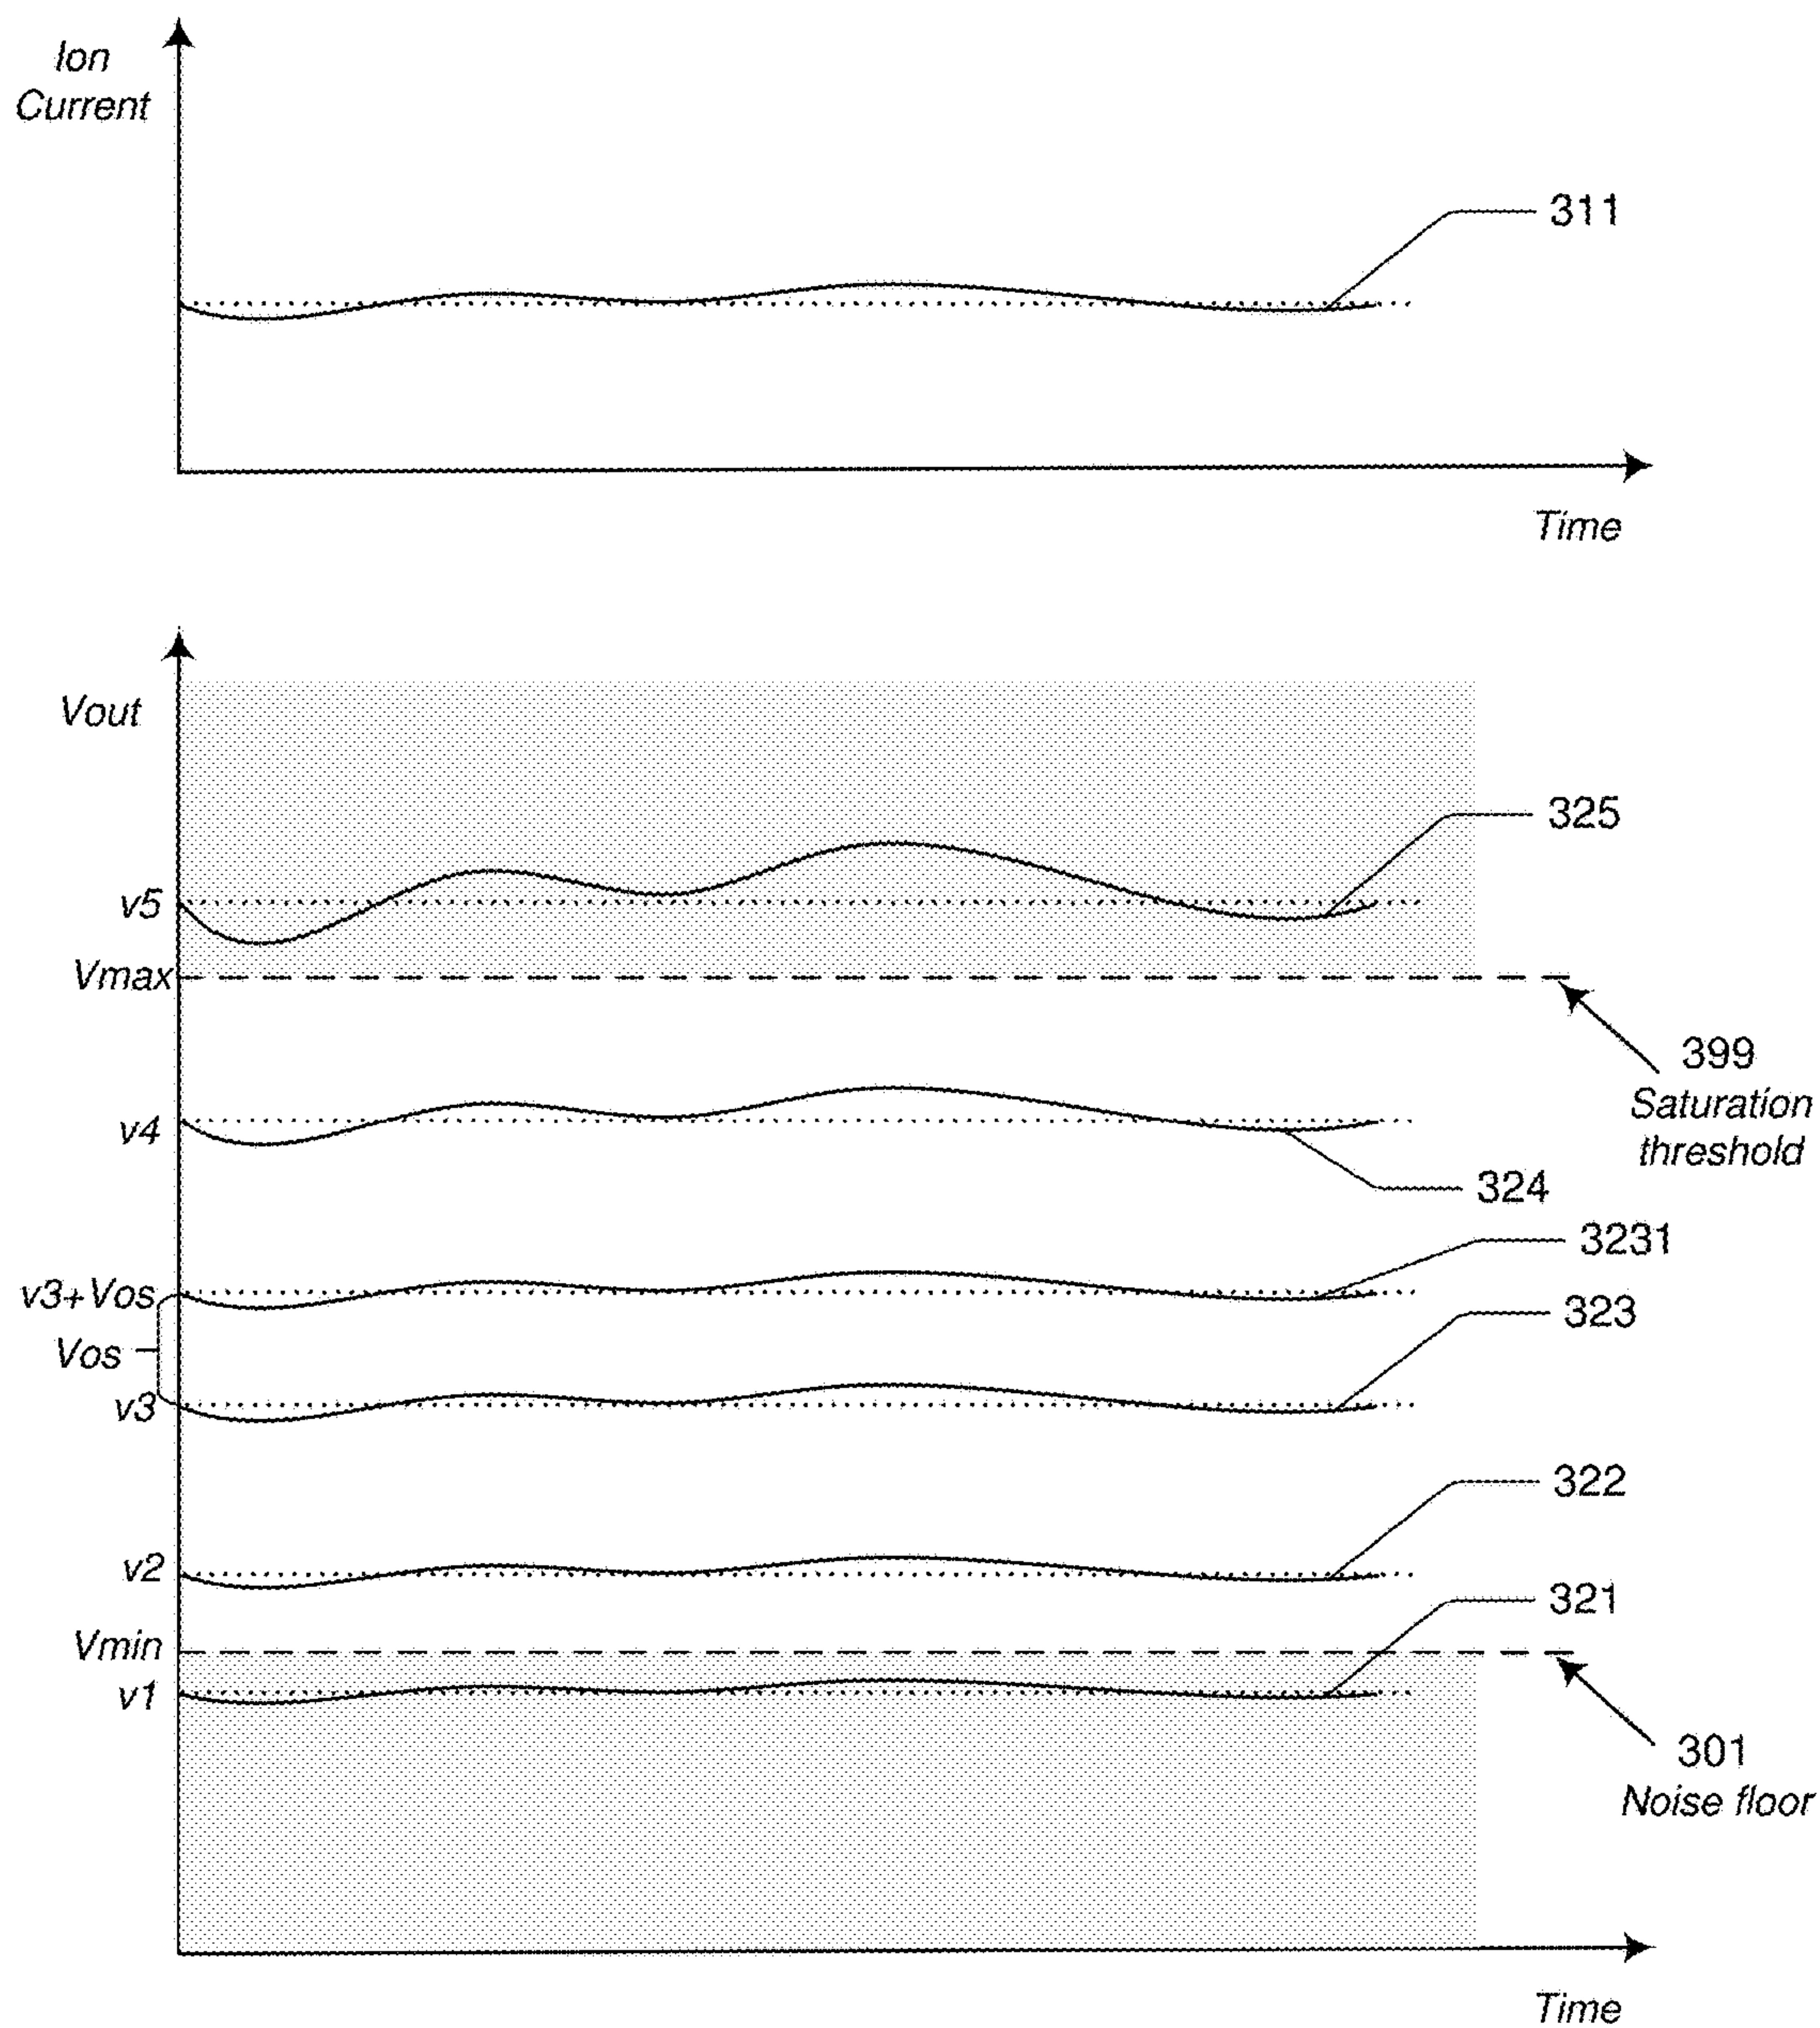 Ion
Current
311
Time
Vout
325
v5
Vmax
399
Saturation
threshold
v4
324
3231
v3+Vos
323
Vos
v3
322
v2
321
Vmin
v1
301
Noise floor
Time